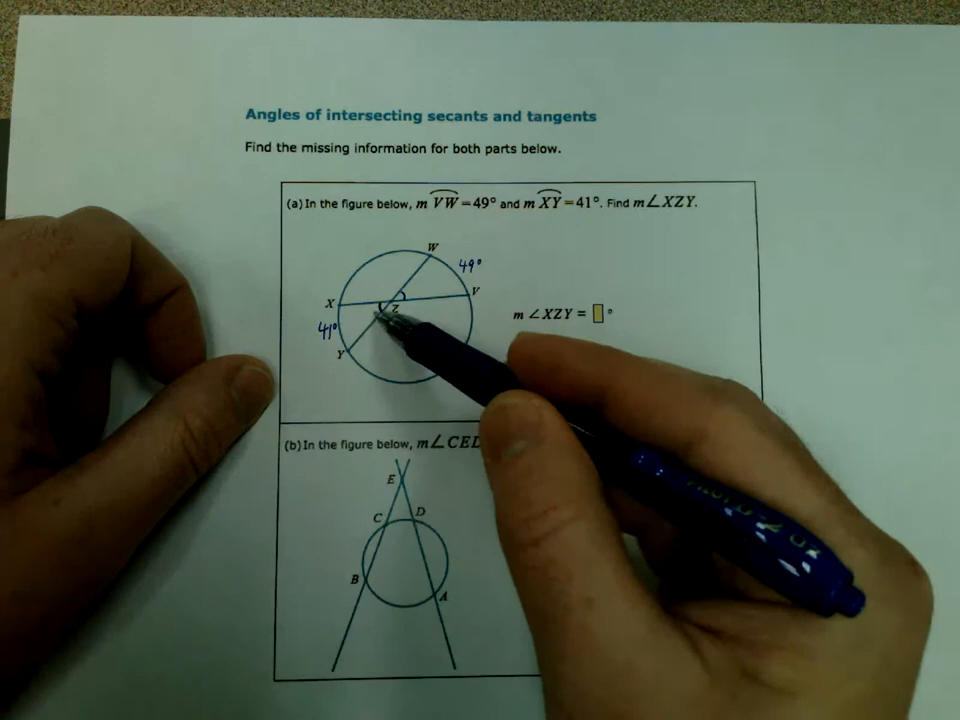 Angles of intersecting secants and tangents
Find the missing information for both parts below.
(a) In the figure below, m VW = 49° and m XY = 41°. Find m∠XZY.
W
49°
X
V
Z
m ∠XZY = °
41°
Y
(b) In the figure below, m∠CED
E
C
D
B
A